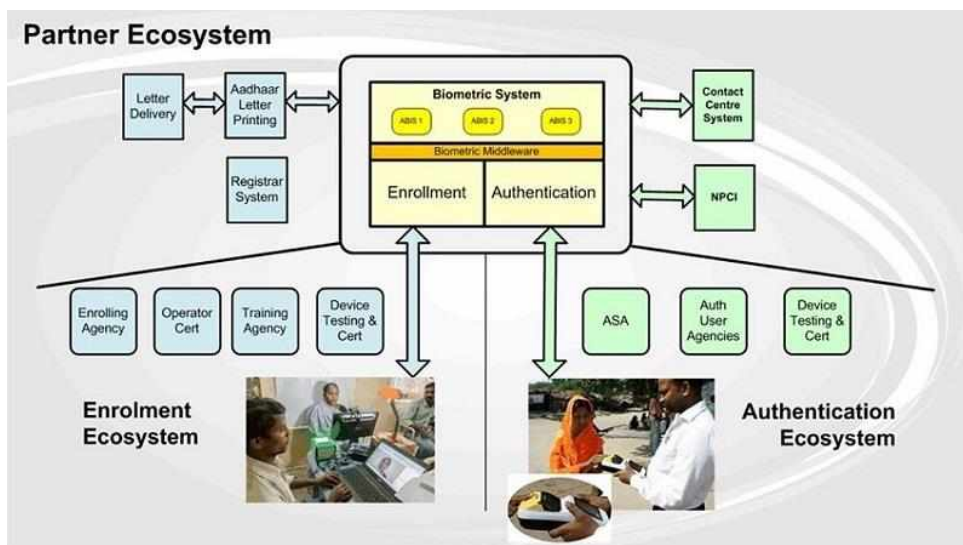 Partner Ecosystem
Letter
Delivery
Aadhaar
Letter
Printing
Registrar
System
Biometric System
ABIS 1
ABIS 2
ABIS 3
Biometric Middleware
Enrollment
Authentication
Contact
Centre
System
NPCI
Enrolling
Agency
Operator
Cert
Training
Agency
Device
Testing &
Cert
ASA
Auth
User
Agencies
Device
Testing &
Cert
Enrolment
Ecosystem
Authentication
Ecosystem